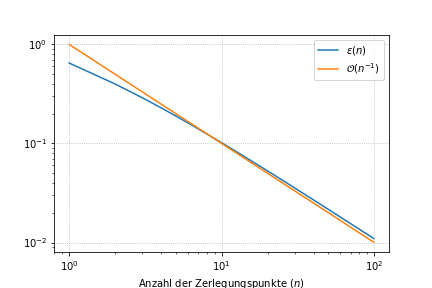 10⁰
10⁻¹
10⁻²
ε(n)
𝒪(n⁻¹)
10⁰ 10¹ 10²
Anzahl der Zerlegungspunkte (n)